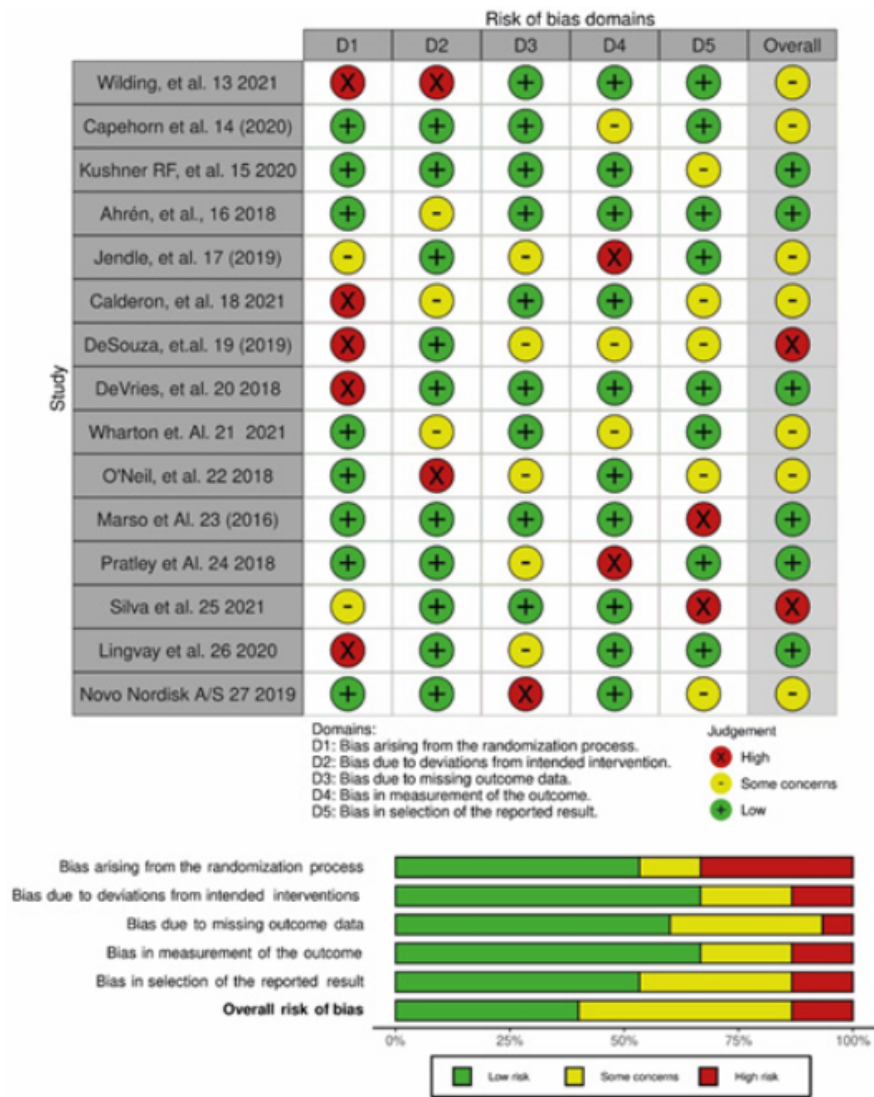 Risk of bias domains
D1 D2 D3 D4 D5 Overall
Study
Wilding, et al. 13 2021 X X + + + -
Capehorn et al. 14 (2020) + + + - + -
Kushner RF, et al. 15 2020 + + + + - +
Ahrén, et al., 16 2018 + - + + + +
Jendle, et al. 17 (2019) - + - X + -
Calderon, et al. 18 2021 X - + + - -
DeSouza, et.al. 19 (2019) X + - - - X
DeVries, et al. 20 2018 X + + + + +
Wharton et. Al. 21 2021 + - + - + -
O'Neil, et al. 22 2018 + X - + - -
Marso et Al. 23 (2016) + + + + X +
Pratley et Al. 24 2018 + + - X + +
Silva et al. 25 2021 - + + + X X
Lingvay et al. 26 2020 X + - + + +
Novo Nordisk A/S 27 2019 + + X + - -
Domains:
D1: Bias arising from the randomization process.
D2: Bias due to deviations from intended intervention.
D3: Bias due to missing outcome data.
D4: Bias in measurement of the outcome.
D5: Bias in selection of the reported result.
Judgement
X High
- Some concerns
+ Low
Bias arising from the randomization process
Bias due to deviations from intended interventions
Bias due to missing outcome data
Bias in measurement of the outcome
Bias in selection of the reported result
Overall risk of bias
0% 25% 50% 75% 100%
Low risk Some concerns High risk